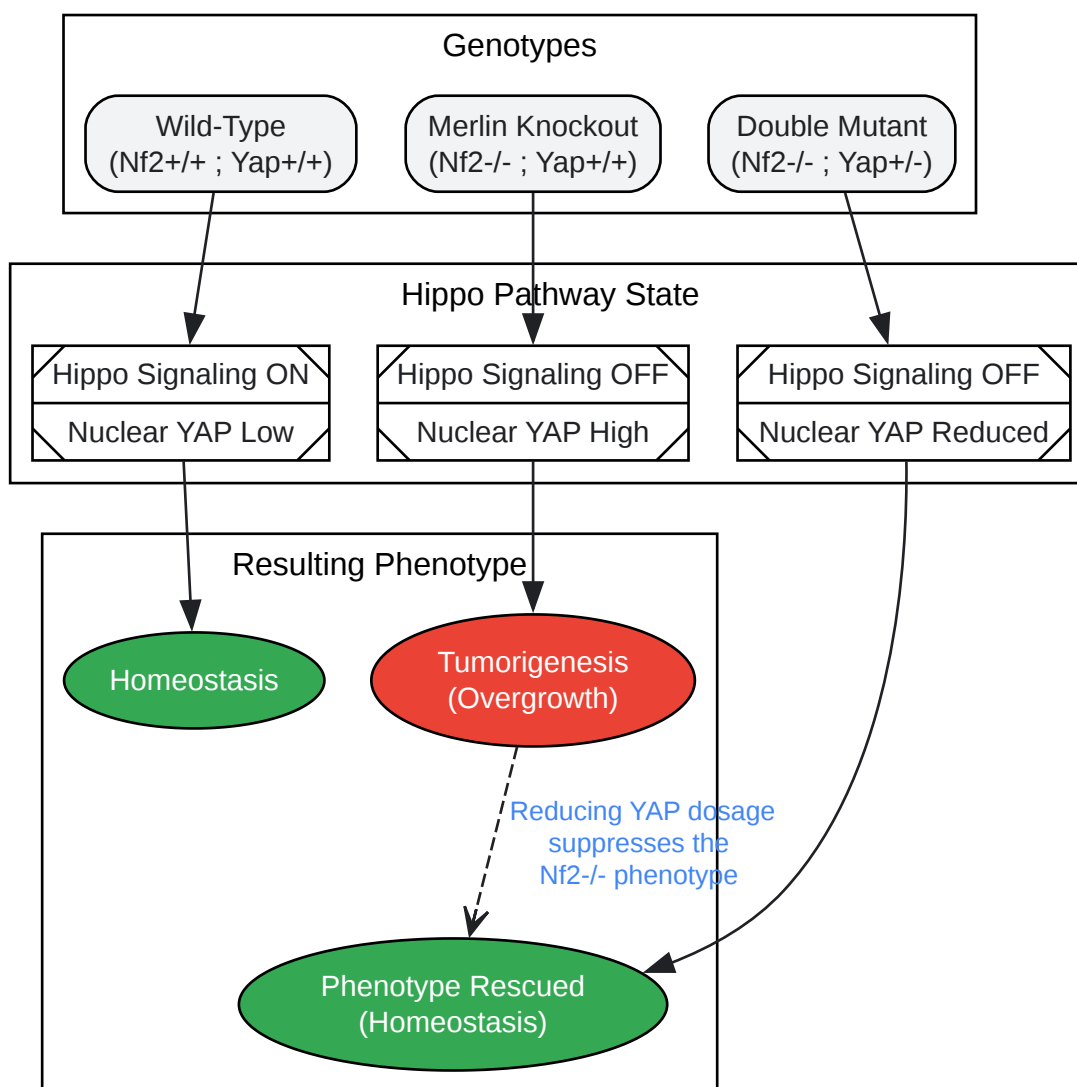 Genotypes
Wild-Type
(Nf2+/+ ; Yap+/+)
Merlin Knockout
(Nf2-/- ; Yap+/+)
Double Mutant
(Nf2-/- ; Yap+/-)
Hippo Pathway State
Hippo Signaling ON
Nuclear YAP Low
Hippo Signaling OFF
Nuclear YAP High
Hippo Signaling OFF
Nuclear YAP Reduced
Resulting Phenotype
Homeostasis
Tumorigenesis
(Overgrowth)
Reducing YAP dosage
suppresses the
Nf2-/- phenotype
Phenotype Rescued
(Homeostasis)